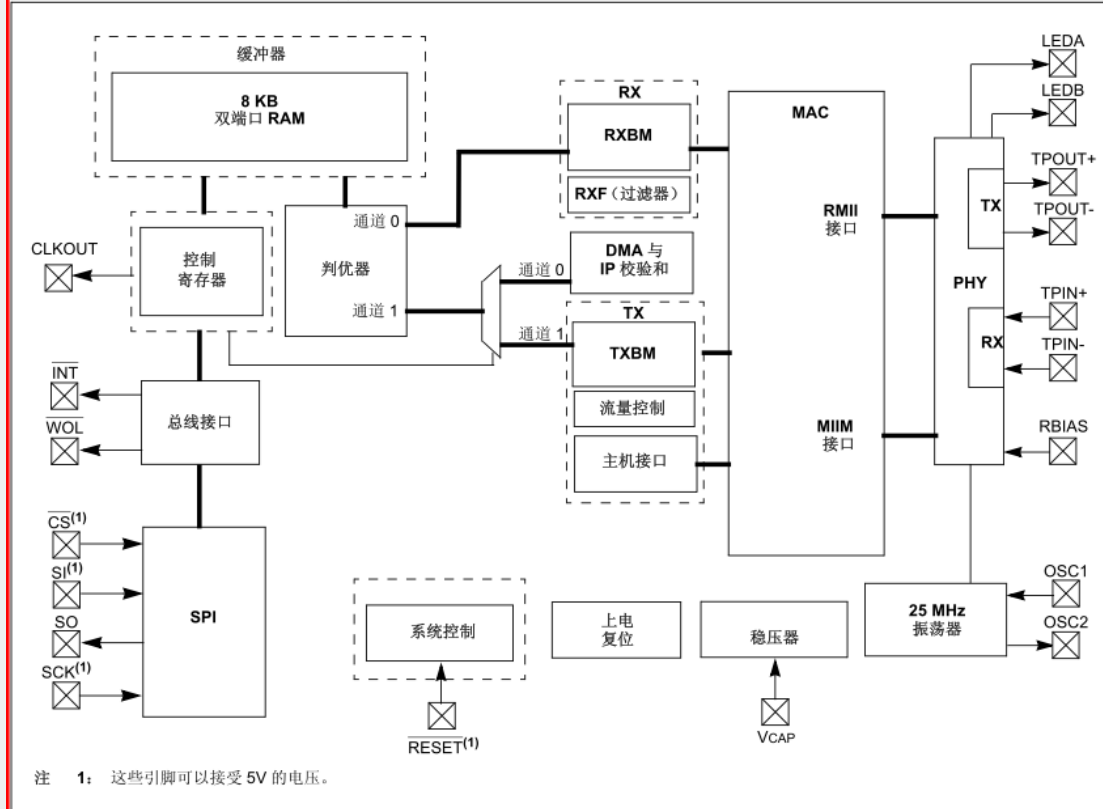 缓冲器
8 KB
双端口 RAM
控制
寄存器
CLKOUT
判优器
通道 0
通道 1
RX
RXBM
RXF（过滤器）
通道 0
DMA 与
IP 校验和
通道 1
TX
TXBM
流量控制
主机接口
MAC
RMII
接口
MIIM
接口
PHY
TX
RX
LEDA
LEDB
TPOUT+
TPOUT-
TPIN+
TPIN-
RBIAS
INT
WOL
总线接口
CS(1)
SI(1)
SO
SCK(1)
SPI
系统控制
RESET(1)
上电
复位
稳压器
VCAP
25 MHz
振荡器
OSC1
OSC2
注 1： 这些引脚可以接受 5V 的电压。